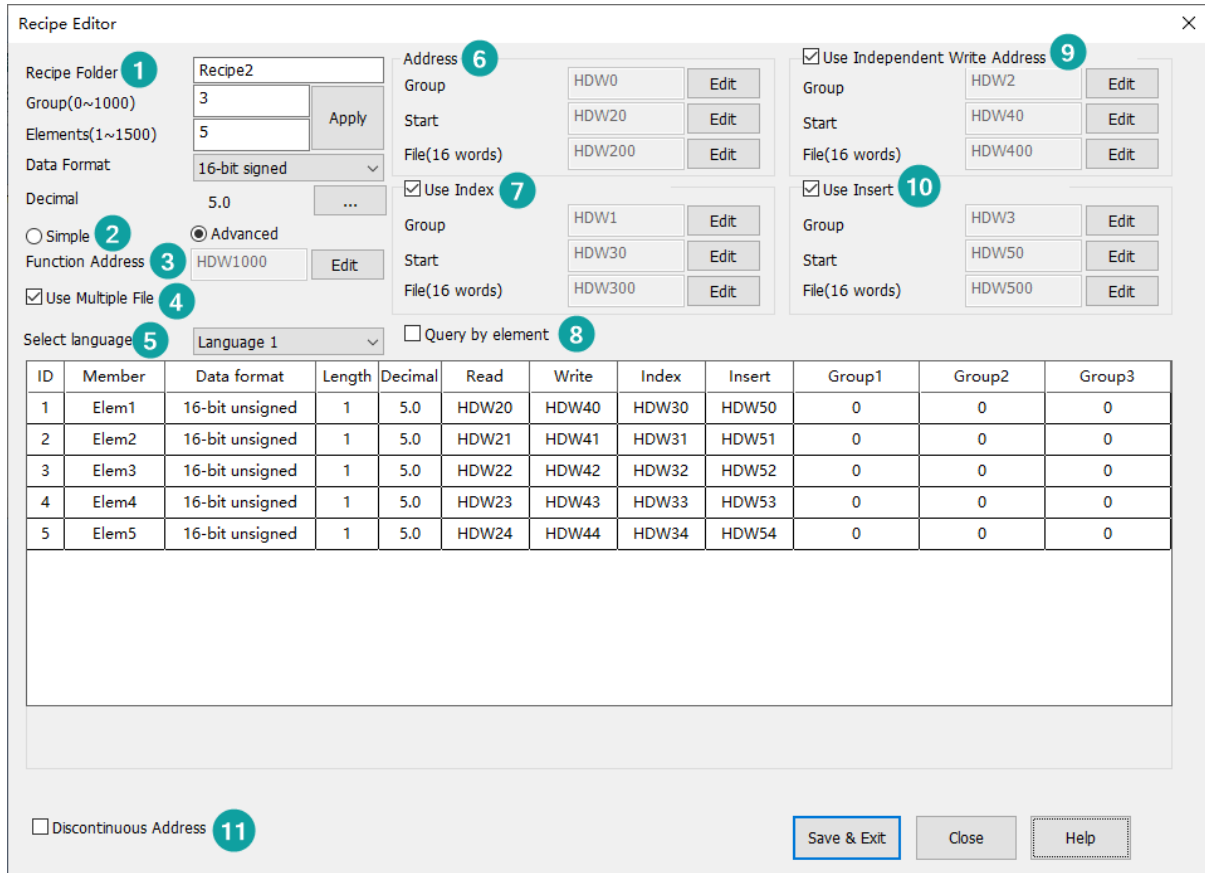 Recipe Editor
Recipe Folder 1 Recipe2
Group(0~1000) 3
Elements(1~1500) 5
Apply
Data Format 16-bit signed
Decimal 5.0 ...
Simple 2 Advanced
Function Address 3 HDW1000 Edit
Use Multiple File 4
Select language 5 Language 1
Address 6
Group HDW0 Edit
Start HDW20 Edit
File(16 words) HDW200 Edit
Use Index 7
Group HDW1 Edit
Start HDW30 Edit
File(16 words) HDW300 Edit
Query by element 8
Use Independent Write Address 9
Group HDW2 Edit
Start HDW40 Edit
File(16 words) HDW400 Edit
Use Insert 10
Group HDW3 Edit
Start HDW50 Edit
File(16 words) HDW500 Edit
ID Member Data format Length Decimal Read Write Index Insert Group1 Group2 Group3
1 Elem1 16-bit unsigned 1 5.0 HDW20 HDW40 HDW30 HDW50 0 0 0
2 Elem2 16-bit unsigned 1 5.0 HDW21 HDW41 HDW31 HDW51 0 0 0
3 Elem3 16-bit unsigned 1 5.0 HDW22 HDW42 HDW32 HDW52 0 0 0
4 Elem4 16-bit unsigned 1 5.0 HDW23 HDW43 HDW33 HDW53 0 0 0
5 Elem5 16-bit unsigned 1 5.0 HDW24 HDW44 HDW34 HDW54 0 0 0
Discontinuous Address 11
Save & Exit Close Help